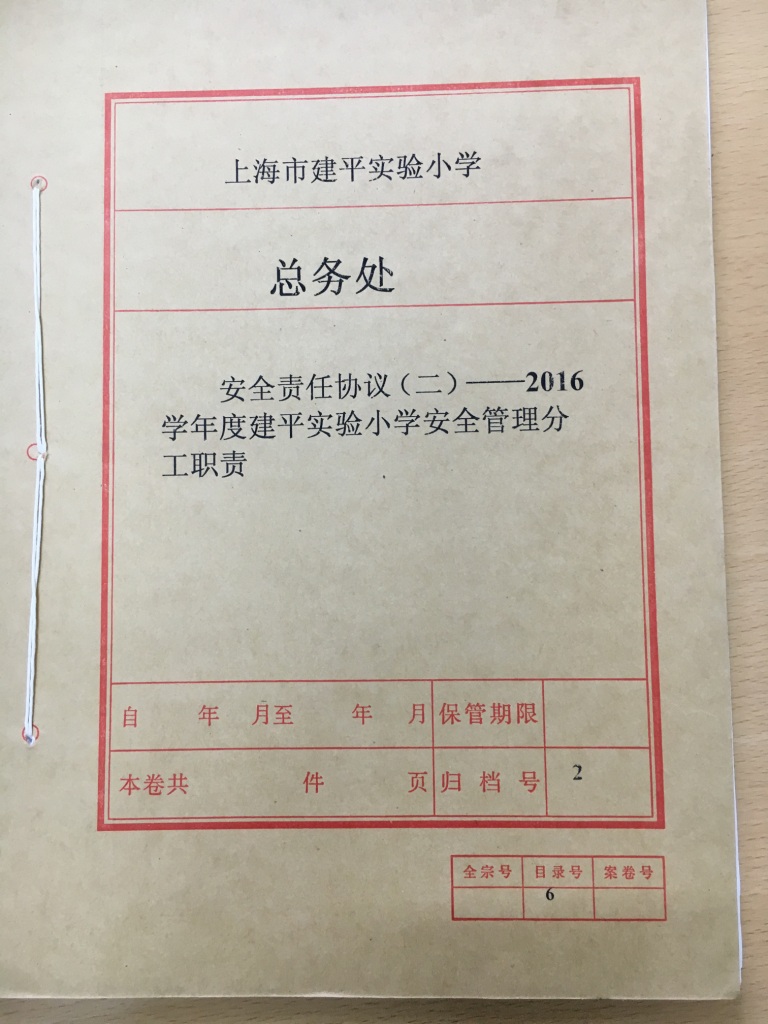 上海市建平实验小学
总务处
安全责任协议（二）——2016
学年度建平实验小学安全管理分
工职责
自 年 月至 年 月 保管期限
本卷共 件 页 归档号 2
全宗号 目录号 案卷号
6